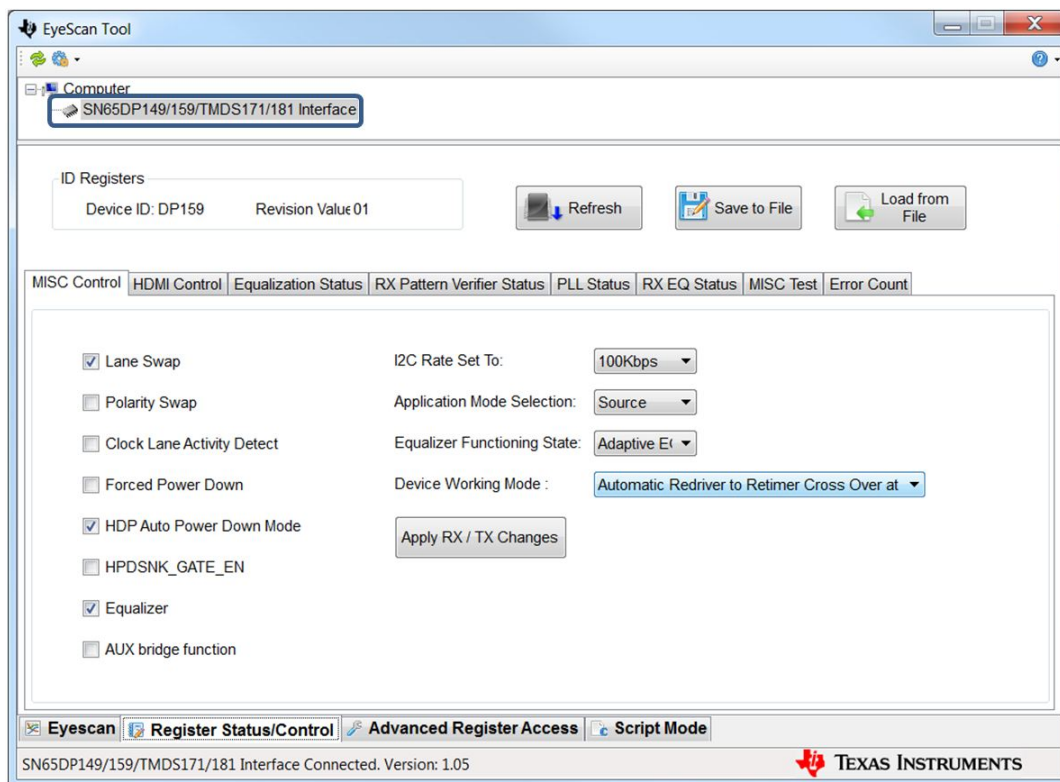 EyeScan Tool
Computer
SN65DP149/159/TMDS171/181 Interface
ID Registers
Device ID: DP159 Revision Value 01
Refresh
Save to File
Load from
File
MISC Control HDMI Control Equalization Status RX Pattern Verifier Status PLL Status RX EQ Status MISC Test Error Count
Lane Swap I2C Rate Set To: 100Kbps
Polarity Swap Application Mode Selection: Source
Clock Lane Activity Detect Equalizer Functioning State: Adaptive E
Forced Power Down Device Working Mode : Automatic Redriver to Retimer Cross Over at
HDP Auto Power Down Mode
Apply RX / TX Changes
HPDSNK_GATE_EN
Equalizer
AUX bridge function
Eyescan Register Status/Control Advanced Register Access Script Mode
SN65DP149/159/TMDS171/181 Interface Connected. Version: 1.05
TEXAS INSTRUMENTS